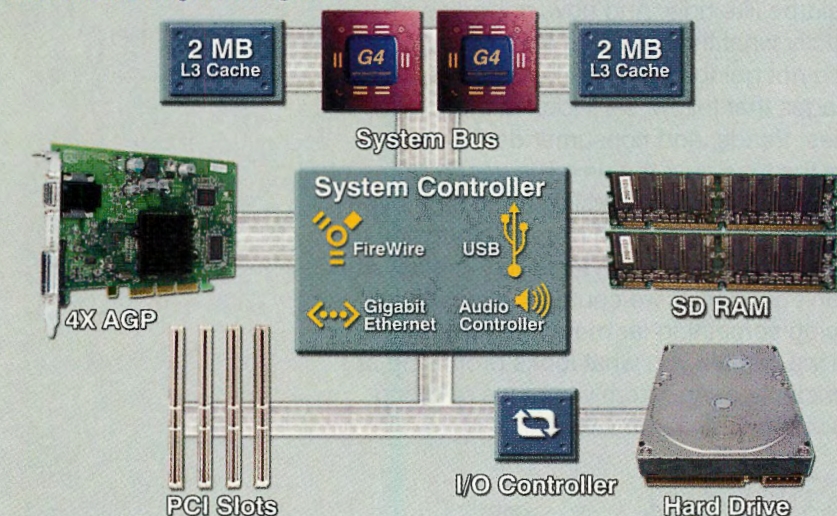 2 MB
L3 Cache
G4
G4
2 MB
L3 Cache
System Bus
System Controller
FireWire
USB
Gigabit
Ethernet
Audio
Controller
4X AGP
SD RAM
PCI Slots
I/O Controller
Hard Drive